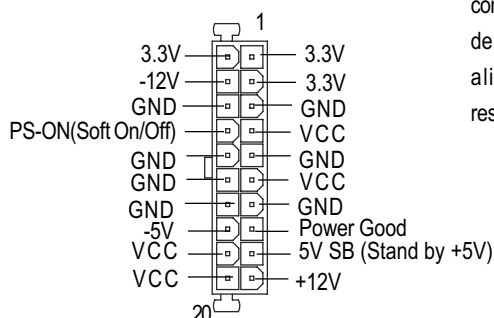 1
3.3V 3.3V
-12V 3.3V
GND GND
PS-ON(Soft On/Off) VCC
GND GND
GND VCC
GND GND
-5V Power Good
VCC 5V SB (Stand by +5V)
VCC +12V
20
con
de
ali
res